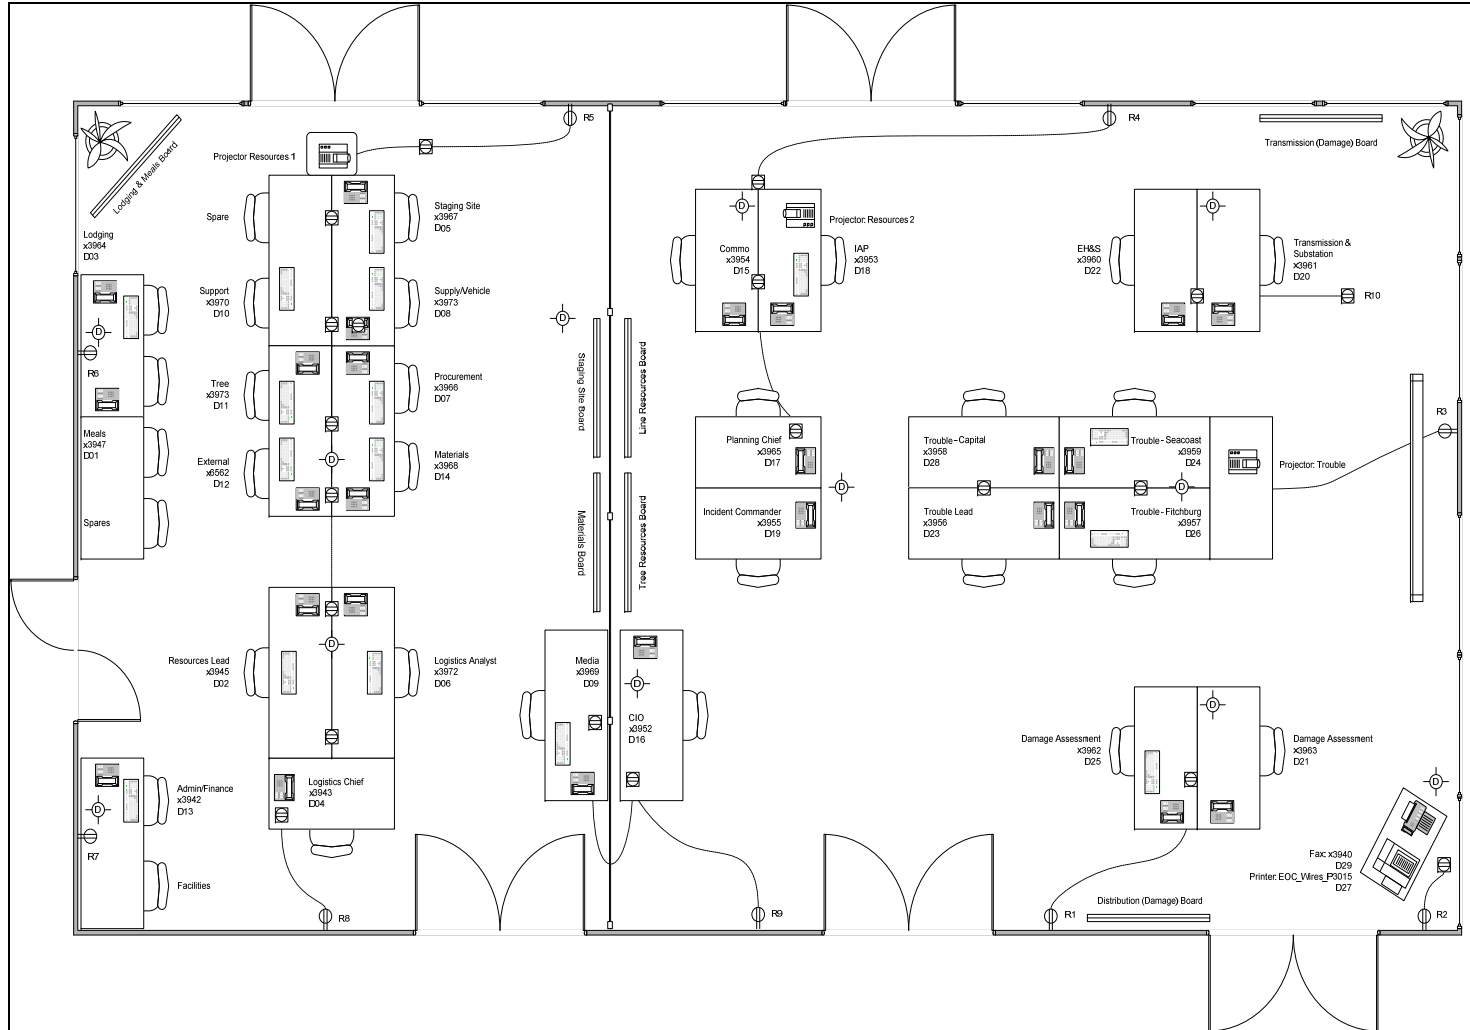 R5
R4
Transmission (Damage) Board
Projector Resources 1
Lodging & Meals Board
Spare
Staging Site
x3967
D05
Projector: Resources 2
Lodging
x3964
D03
Commo
x3954
D15
IAP
x3953
D18
EH&S
x3960
D22
Transmission &
Substation
x3961
D20
R10
Support
x3970
D10
Supply/Vehicle
x3973
D08
D
D
D
D
D
R6
Staging Site Board
Line Resources Board
Tree
x3973
D11
Procurement
x3966
D07
R3
Meals
x3947
D01
Planning Chief
x3965
D17
Trouble - Capital
x3958
D28
Trouble - Seacoast
x3959
D24
Projector: Trouble
External
x6562
D12
Materials
x3968
D14
D
D
D
Spares
Materials Board
Tree Resources Board
Incident Commander
x3955
D19
Trouble Lead
x3956
D23
Trouble - Fitchburg
x3957
D26
Resources Lead
x3945
D02
D
Logistics Analyst
x3972
D06
Media
x3969
D09
D
CIO
x3952
D16
D
Damage Assessment
x3962
D25
Damage Assessment
x3963
D21
Logistics Chief
x3943
D04
Admin/Finance
x3942
D13
D
D
R7
Facilities
Fax: x3940
D29
Printer: EOC_Wires_P3015
D27
Distribution (Damage) Board
R8
R9
R1
R2